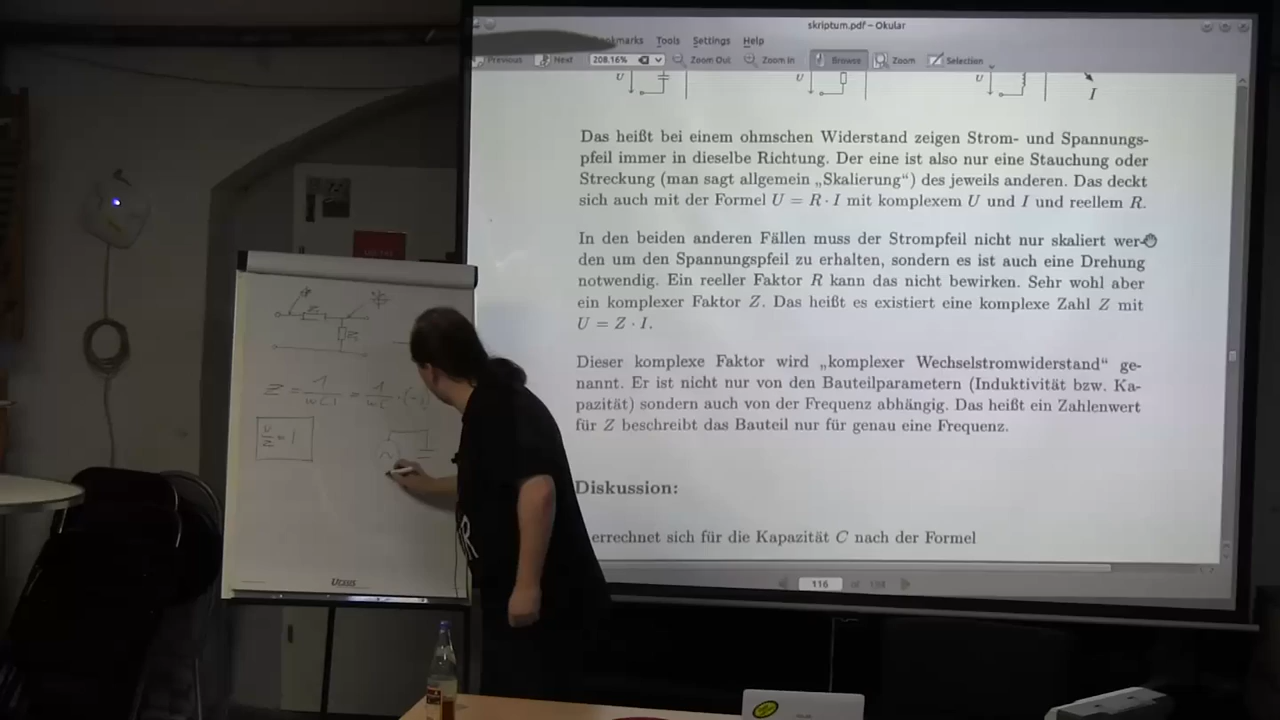 skriptum.pdf – Okular
Tools Settings Help
Previous Next 208.16% Zoom Out Zoom In Browse Zoom Selection
U U U I
Das heißt bei einem ohmschen Widerstand zeigen Strom- und Spannungs-
pfeil immer in dieselbe Richtung. Der eine ist also nur eine Stauchung oder
Streckung (man sagt allgemein „Skalierung“) des jeweils anderen. Das deckt
sich auch mit der Formel U = R · I mit komplexem U und I und reellem R.
In den beiden anderen Fällen muss der Strompfeil nicht nur skaliert wer-
den um den Spannungspfeil zu erhalten, sondern es ist auch eine Drehung
notwendig. Ein reeller Faktor R kann das nicht bewirken. Sehr wohl aber
ein komplexer Faktor Z. Das heißt es existiert eine komplexe Zahl Z mit
U = Z · I.
Dieser komplexe Faktor wird „komplexer Wechselstromwiderstand“ ge-
nannt. Er ist nicht nur von den Bauteilparametern (Induktivität bzw. Ka-
pazität) sondern auch von der Frequenz abhängig. Das heißt ein Zahlenwert
für Z beschreibt das Bauteil nur für genau eine Frequenz.
Diskussion:
errechnet sich für die Kapazität C nach der Formel
116 of 194
Z = 1/ωCi = 1/ωC · (-i)
U/Z = I